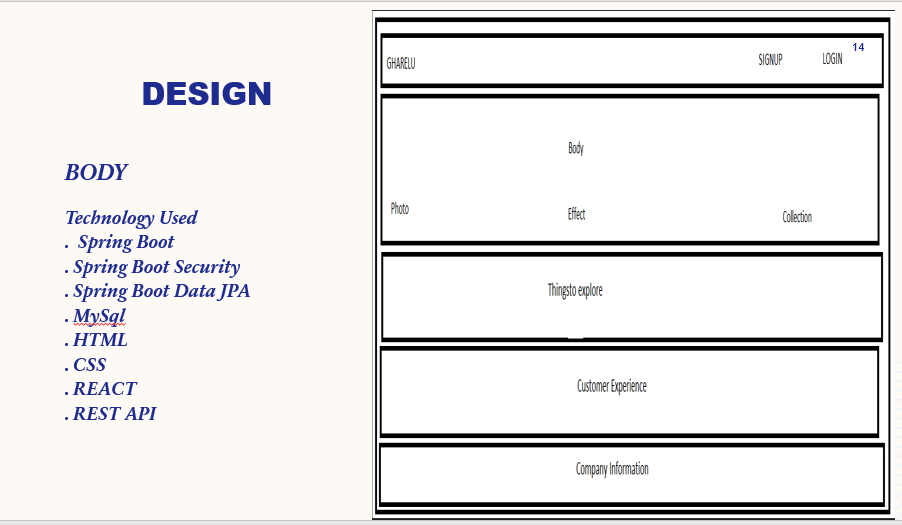 DESIGN
BODY
Technology Used
. Spring Boot
. Spring Boot Security
. Spring Boot Data JPA
. MySql
. HTML
. CSS
. REACT
. REST API
14
GHARELU SIGNUP LOGIN
Body
Photo Effect Collection
Thingsto explore
Customer Experience
Company Information